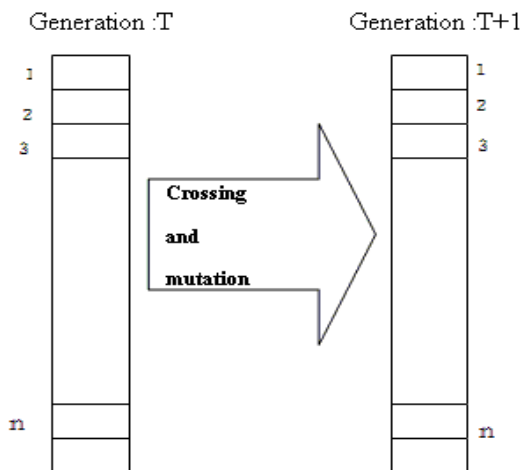 Generation :T
Generation :T+1
1
2
3
n
Crossing
and
mutation
1
2
3
n